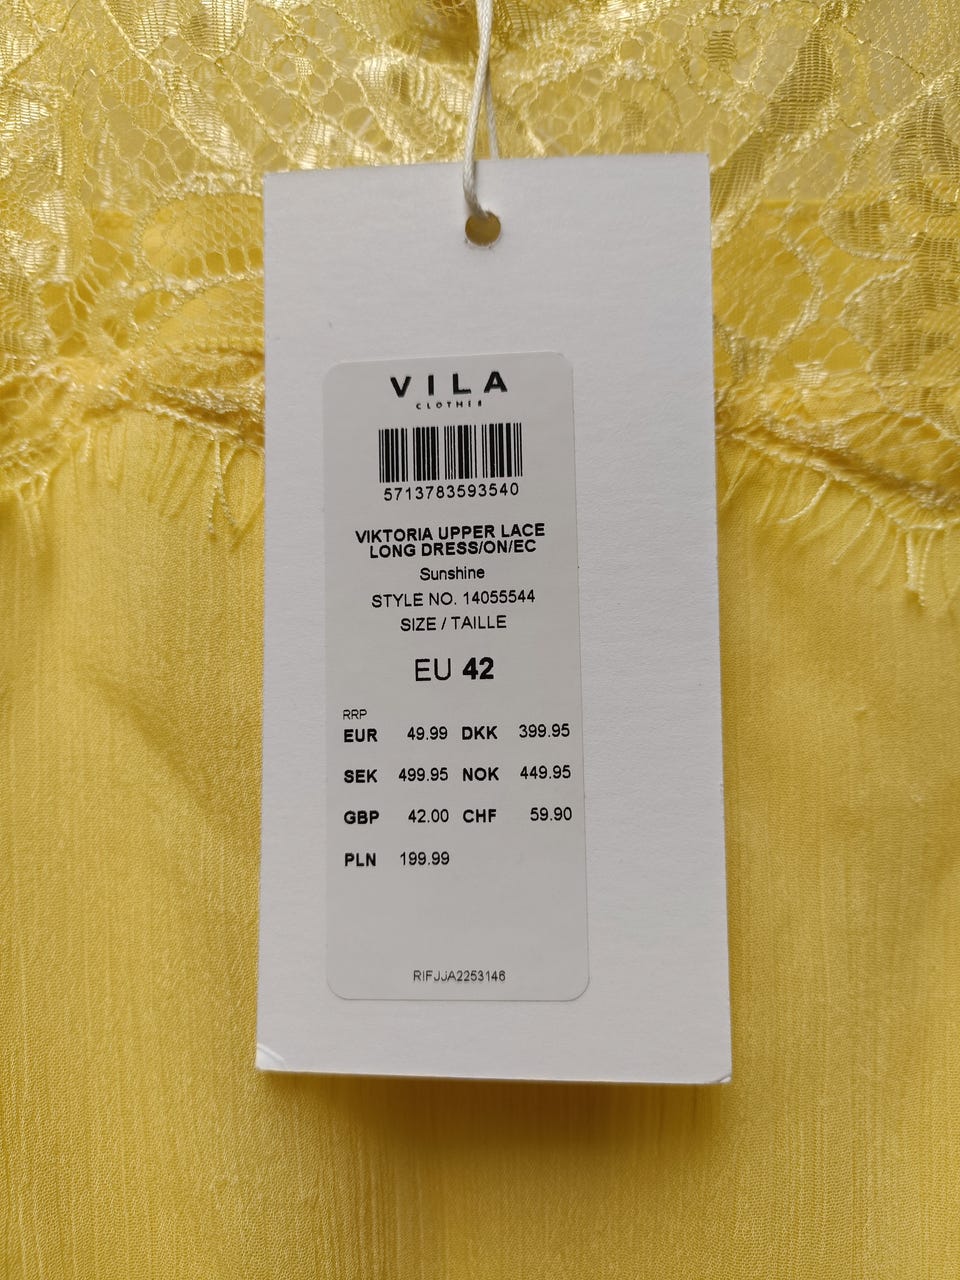 VILA
CLOTHES
5713783593540
VIKTORIA UPPER LACE
LONG DRESS/ON/EC
Sunshine
STYLE NO. 14055544
SIZE / TAILLE
EU 42
RRP
EUR 49.99 DKK 399.95
SEK 499.95 NOK 449.95
GBP 42.00 CHF 59.90
PLN 199.99
RIFJJA2253146